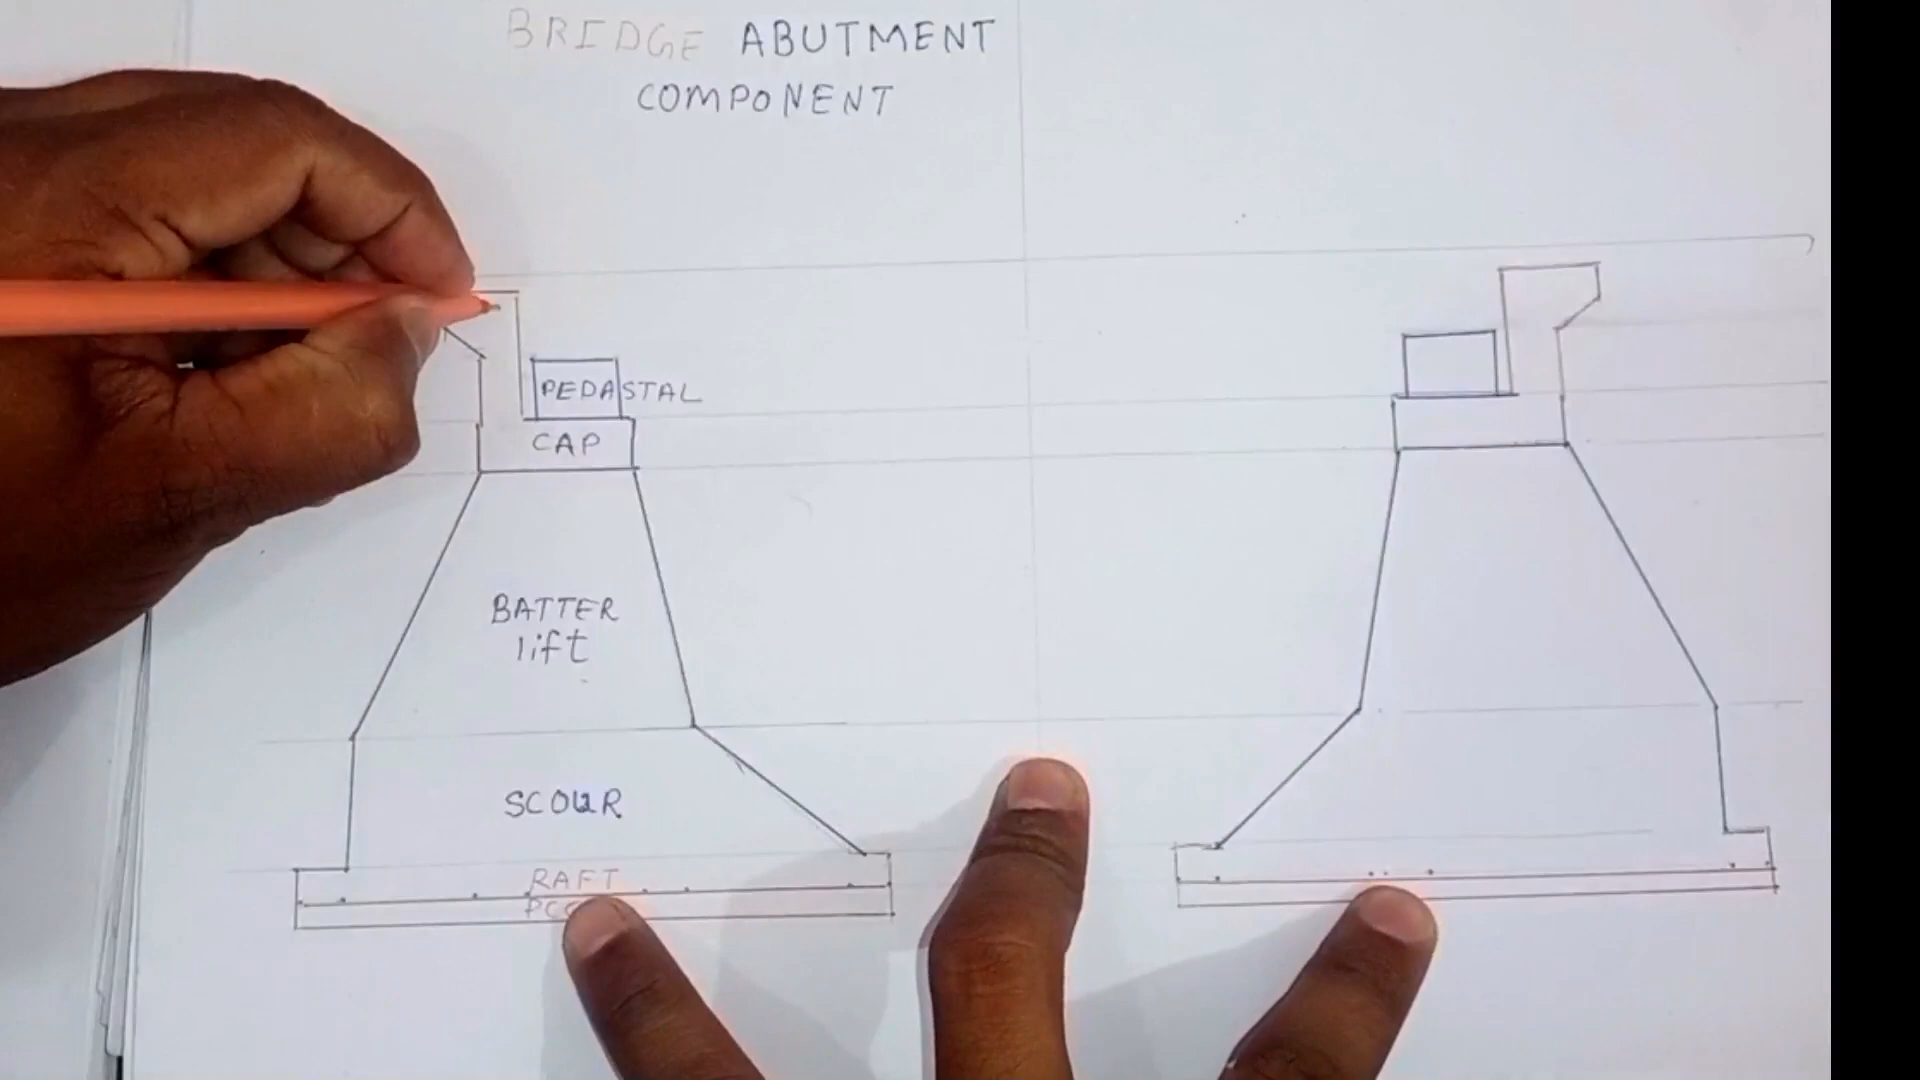 BRIDGE ABUTMENT
COMPONENT
PEDASTAL
CAP
BATTER
lift
SCOUR
RAFT